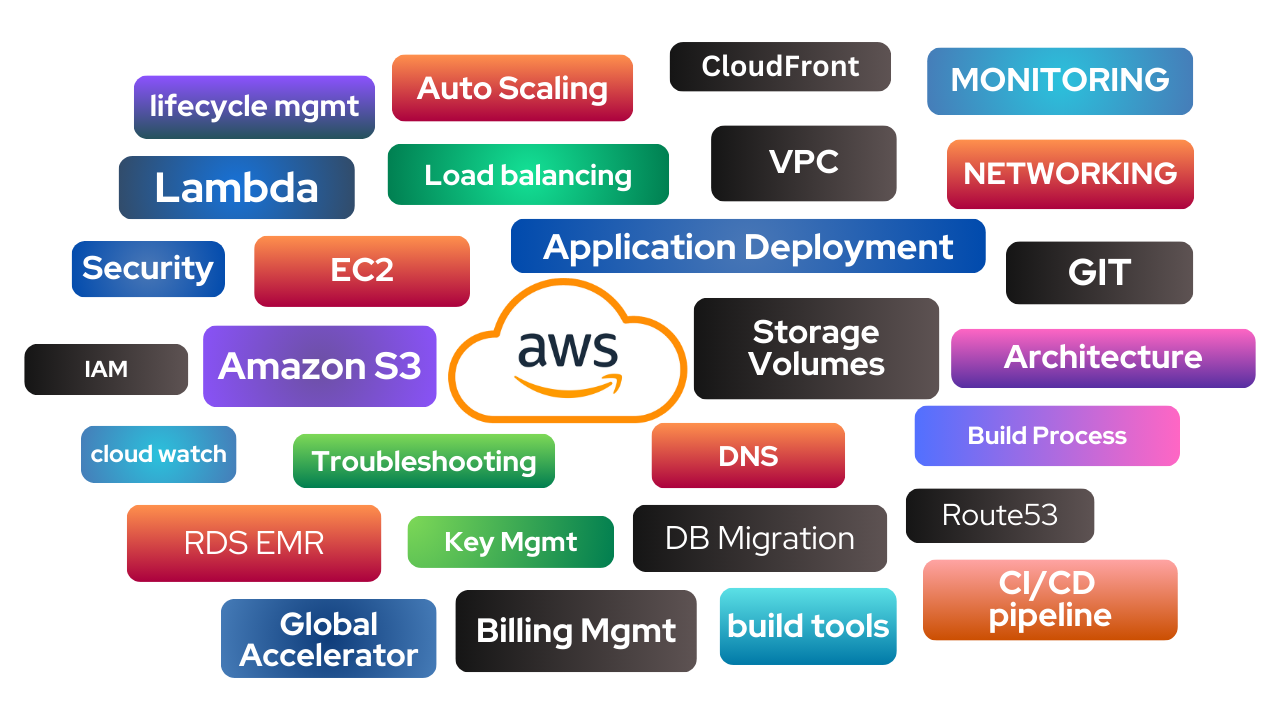 CloudFront
Auto Scaling
MONITORING
lifecycle mgmt
VPC
NETWORKING
Load balancing
Lambda
Application Deployment
Security
EC2
GIT
Storage
Volumes
aws
Architecture
Amazon S3
IAM
Build Process
cloud watch
Troubleshooting
DNS
Route53
RDS EMR
Key Mgmt
DB Migration
CI/CD
pipeline
Global
Accelerator
Billing Mgmt
build tools